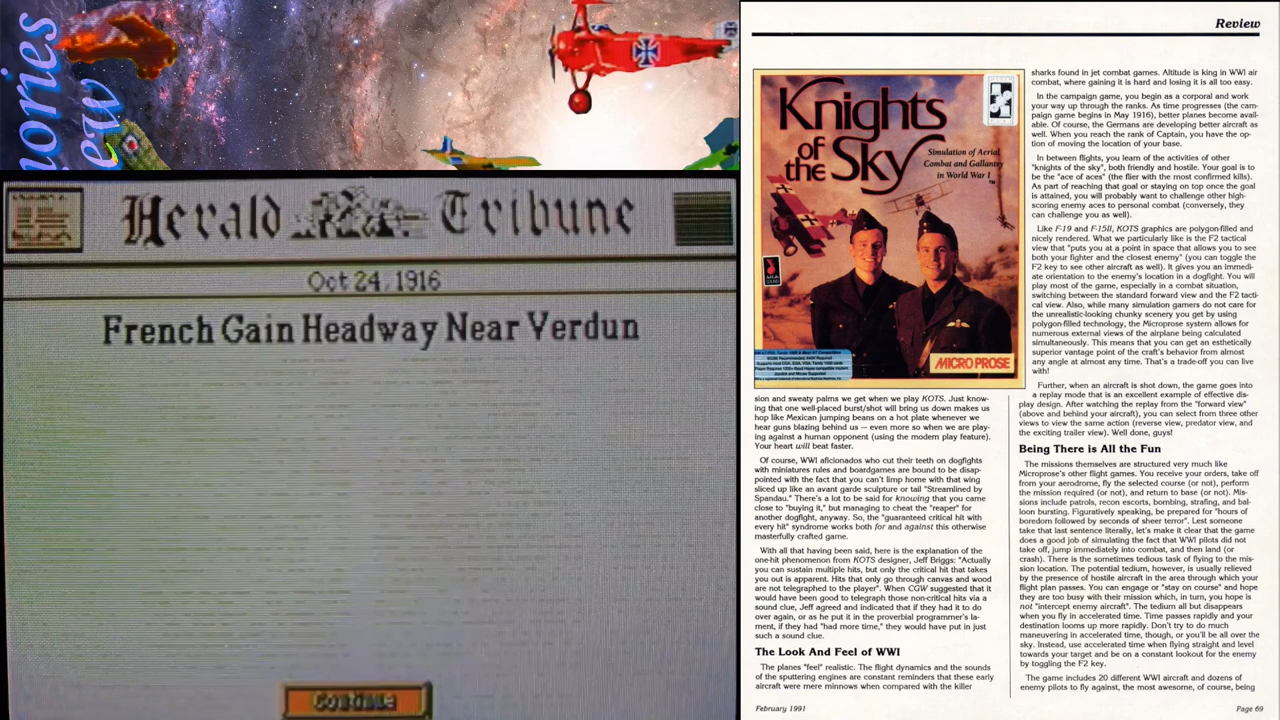 Herald
Oct 24, 1916
French Gain Headway Near Verdun
CONTINUE
Review
Knights
of the Sky
Simulation of Aerial
Combat and Gallantry
in World War I
MICRO PROSE
sion and sweaty palms we get when we play KOTS. Just know-
ing that one well-placed burst/shot will bring us down makes us
hop like Mexican jumping beans on a hot plate whenever we
hear guns blazing behind us — even more so when we are play-
ing against a human opponent (using the modem play feature).
Your heart will beat faster.
Of course, WWI aficionados who cut their teeth on dogfights
with miniatures rules and boardgames are bound to be disap-
pointed with the fact that you can't limp home with that wing
sliced up like an avant garde sculpture or tail "Streamlined by
Spandau." There's a lot to be said for knowing that you came
close to "buying it," but managing to cheat the "reaper" for
another dogfight, anyway. So, the "guaranteed critical hit with
every hit" syndrome works both for and against this otherwise
masterfully crafted game.
With all that having been said, here is the explanation of the
one-hit phenomenon from KOTS designer, Jeff Briggs: "Actually
you can sustain multiple hits, but only the critical hit that takes
you out is apparent. Hits that only go through canvas and wood
are not telegraphed to the player". When CGW suggested that it
would have been good to telegraph those non-critical hits via a
sound clue, Jeff agreed and indicated that if they had it to do
over again, or as he put it in the proverbial programmer's la-
ment, if they had "had more time," they would have put in just
such a sound clue.
The Look And Feel of WWI
The planes "feel" realistic. The flight dynamics and the sounds
of the sputtering engines are constant reminders that these early
aircraft were mere minnows when compared with the killer
sharks found in jet combat games. Altitude is king in WWI air
combat, where gaining it is hard and losing it is all too easy.
In the campaign game, you begin as a corporal and work
your way up through the ranks. As time progresses (the cam-
paign game begins in May 1916), better planes become avail-
able. Of course, the Germans are developing better aircraft as
well. When you reach the rank of Captain, you have the op-
tion of moving the location of your base.
In between flights, you learn of the activities of other
"knights of the sky", both friendly and hostile. Your goal is to
be the "ace of aces" (the flier with the most confirmed kills).
As part of reaching that goal or staying on top once the goal
is attained, you will probably want to challenge other high-
scoring enemy aces to personal combat (conversely, they
can challenge you as well).
Like F-19 and F-15II, KOTS graphics are polygon-filled and
nicely rendered. What we particularly like is the F2 tactical
view that "puts you at a point in space that allows you to see
both your fighter and the closest enemy" (you can toggle the
F2 key to see other aircraft as well). It gives you an immedi-
ate orientation to the enemy's location in a dogfight. You will
play most of the game, especially in a combat situation,
switching between the standard forward view and the F2 tacti-
cal view. Also, while many simulation gamers do not care for
the unrealistic-looking chunky scenery you get by using
polygon-filled technology, the Microprose system allows for
numerous external views of the airplane being calculated
simultaneously. This means that you can get an esthetically
superior vantage point of the craft's behavior from almost
any angle at almost any time. That's a trade-off you can live
with!
Further, when an aircraft is shot down, the game goes into
a replay mode that is an excellent example of effective dis-
play design. After watching the replay from the "forward view"
(above and behind your aircraft), you can select from three other
views to view the same action (reverse view, predator view, and
the exciting trailer view). Well done, guys!
Being There is All the Fun
The missions themselves are structured very much like
Microprose's other flight games. You receive your orders, take off
from your aerodrome, fly the selected course (or not), perform
the mission required (or not), and return to base (or not). Mis-
sions include patrols, recon escorts, bombing, strafing, and bal-
loon bursting. Figuratively speaking, be prepared for "hours of
boredom followed by seconds of sheer terror". Lest someone
take that last sentence literally, let's make it clear that the game
does a good job of simulating the fact that WWI pilots did not
take off, jump immediately into combat, and then land (or
crash). There is the sometimes tedious task of flying to the mis-
sion location. The potential tedium, however, is usually relieved
by the presence of hostile aircraft in the area through which your
flight plan passes. You can engage or "stay on course" and hope
they are too busy with their mission which, in turn, you hope is
not "intercept enemy aircraft". The tedium all but disappears
when you fly in accelerated time. Time passes rapidly and your
destination looms up more rapidly. Don't try to do much
maneuvering in accelerated time, though, or you'll be all over the
sky. Instead, use accelerated time when flying straight and level
towards your target and be on a constant lookout for the enemy
by toggling the F2 key.
The game includes 20 different WWI aircraft and dozens of
enemy pilots to fly against, the most awesome, of course, being
February 1991
Page 69